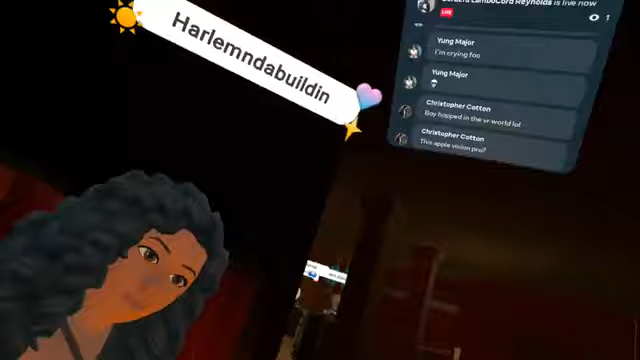 Harlemndabuildin
LamboCord Reynolds is live now
LIVE
1
Yung Major
I'm crying foo
Yung Major
Christopher Cotton
Boy hopped in the vr world lol
Christopher Cotton
This apple vision pro?